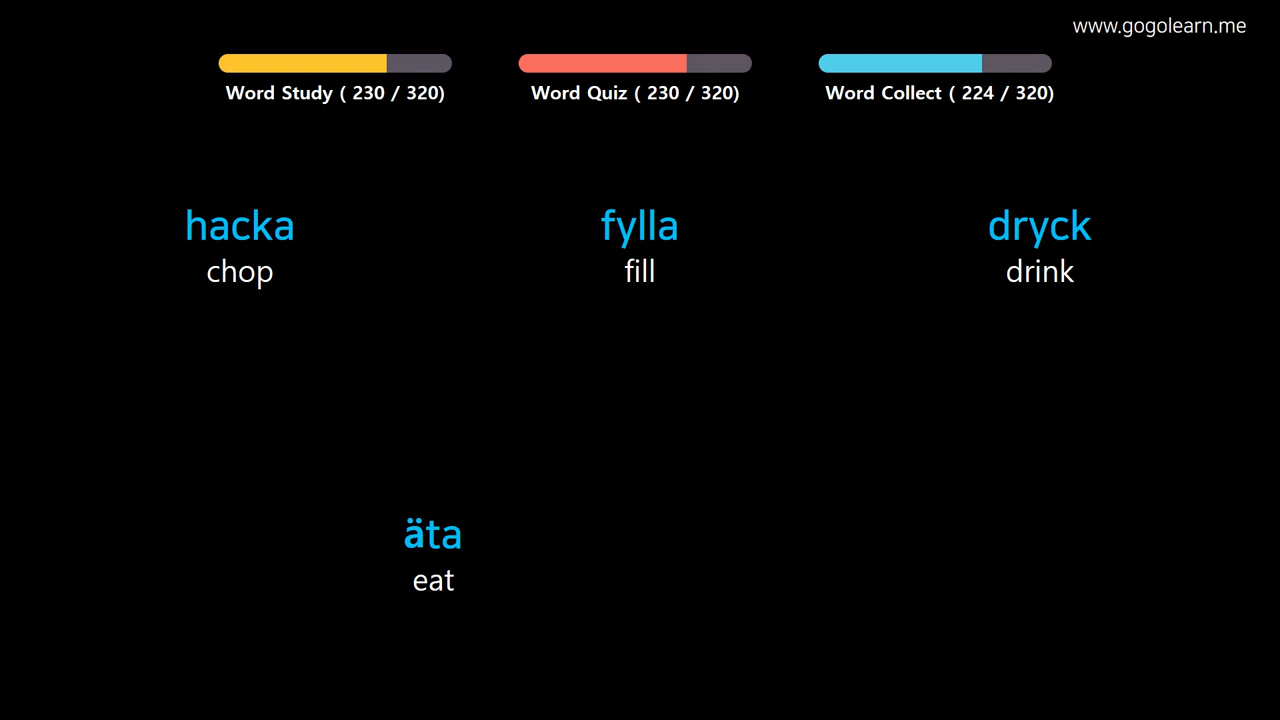 www.gogolearn.me
Word Study ( 230 / 320)
Word Quiz ( 230 / 320)
Word Collect ( 224 / 320)
hacka
chop
fylla
fill
dryck
drink
äta
eat